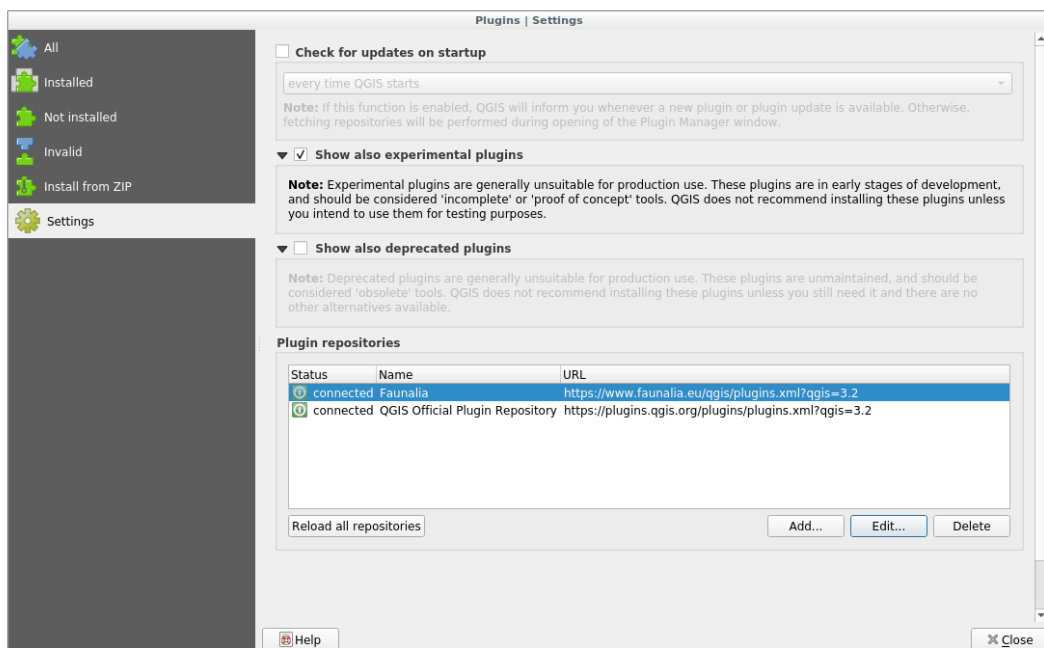 Plugins | Settings
All
Installed
Not installed
Invalid
Install from ZIP
Settings
Check for updates on startup
every time QGIS starts
Note: If this function is enabled, QGIS will inform you whenever a new plugin or plugin update is available. Otherwise,
fetching repositories will be performed during opening of the Plugin Manager window.
Show also experimental plugins
Note: Experimental plugins are generally unsuitable for production use. These plugins are in early stages of development,
and should be considered 'incomplete' or 'proof of concept' tools. QGIS does not recommend installing these plugins unless
you intend to use them for testing purposes.
Show also deprecated plugins
Note: Deprecated plugins are generally unsuitable for production use. These plugins are unmaintained, and should be
considered 'obsolete' tools. QGIS does not recommend installing these plugins unless you still need it and there are no
other alternatives available.
Plugin repositories
Status Name URL
connected Faunalia https://www.faunalia.eu/qgis/plugins.xml?qgis=3.2
connected QGIS Official Plugin Repository https://plugins.qgis.org/plugins/plugins.xml?qgis=3.2
Reload all repositories Add... Edit... Delete
Help Close